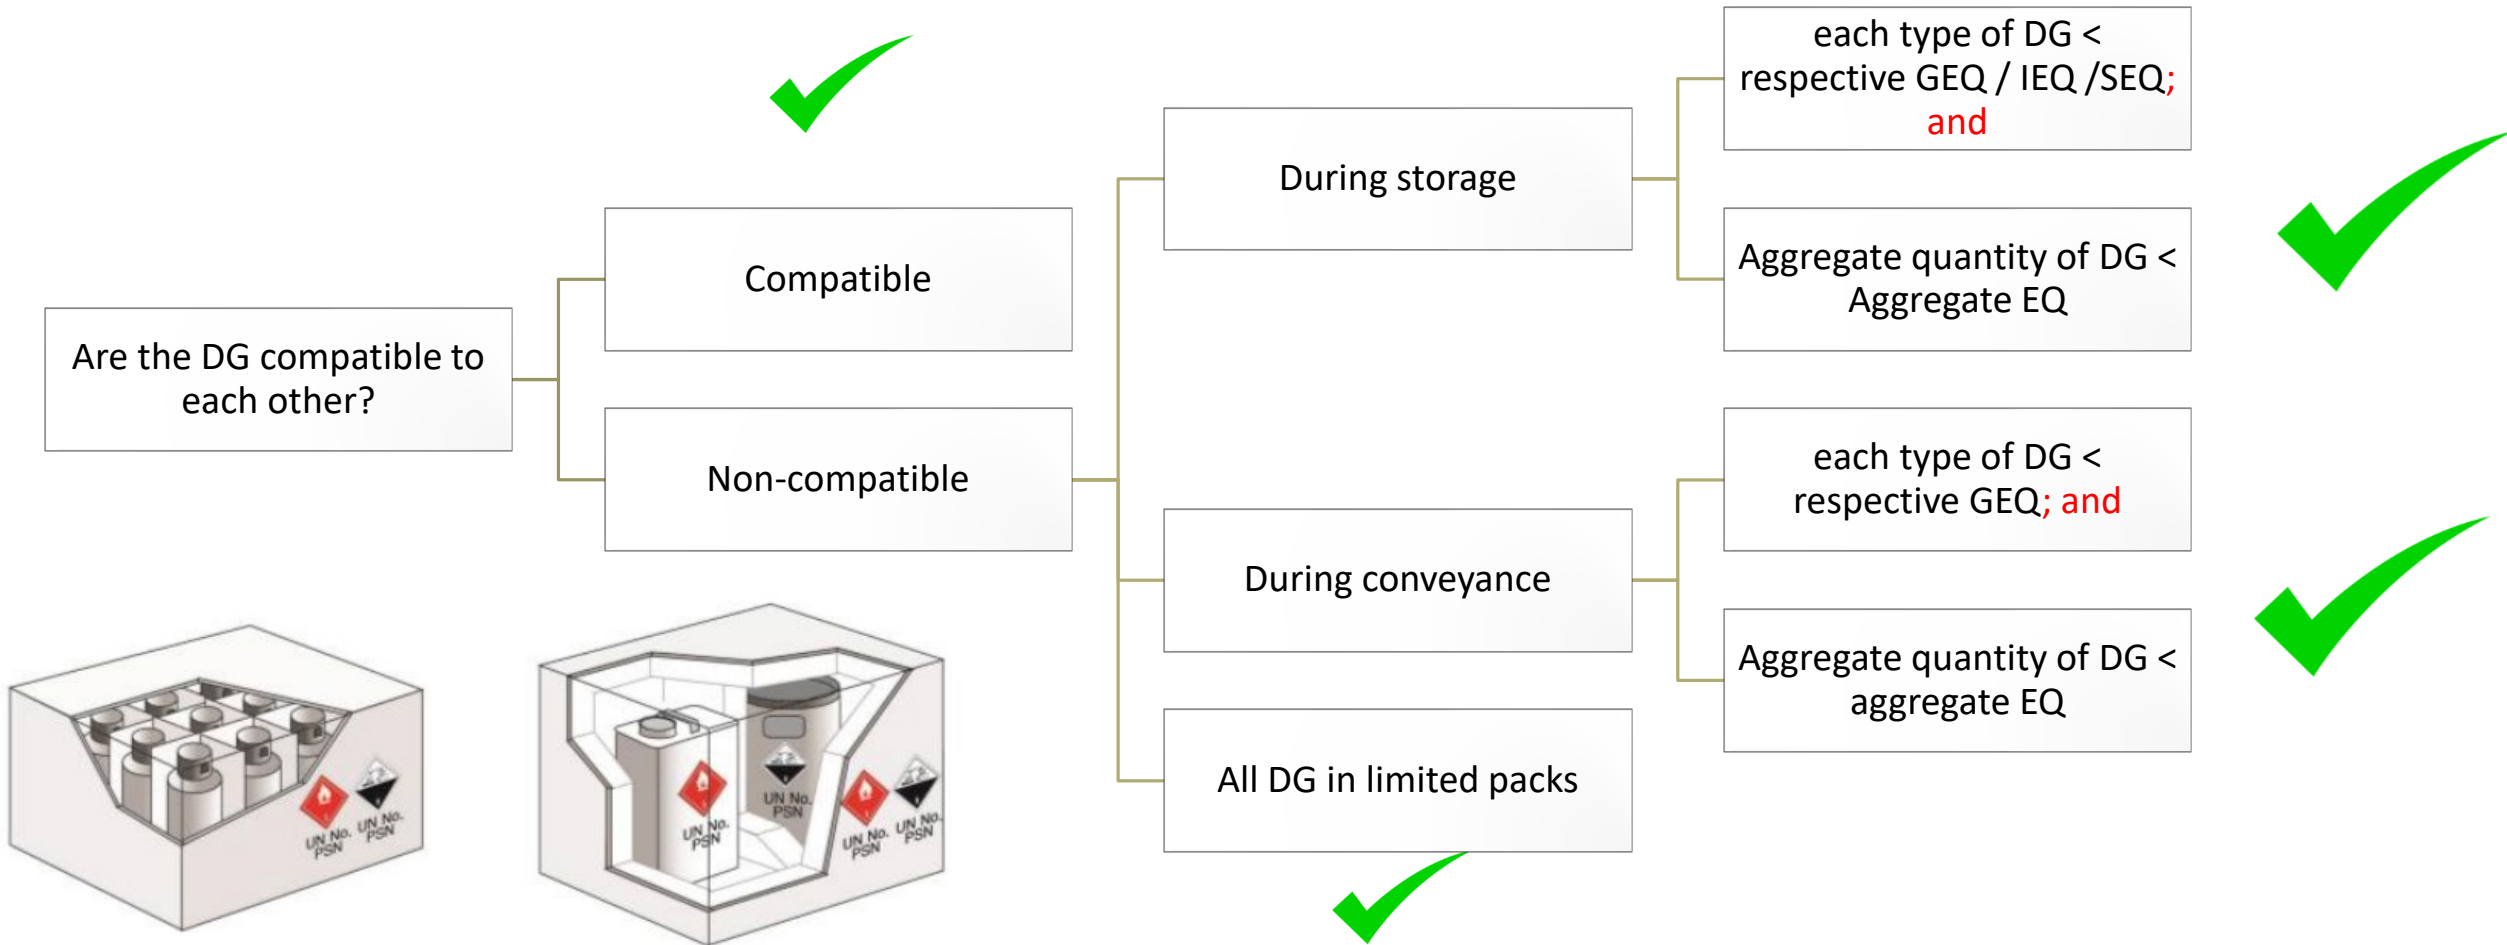 Are the DG compatible to
each other?
Compatible
Non-compatible
During storage
During conveyance
All DG in limited packs
each type of DG <
respective GEQ / IEQ /SEQ;
and
Aggregate quantity of DG <
Aggregate EQ
each type of DG <
respective GEQ; and
Aggregate quantity of DG <
aggregate EQ
UN No.
PSN
UN No.
PSN
UN No.
PSN
UN No.
PSN
UN No.
PSN
UN No.
PSN